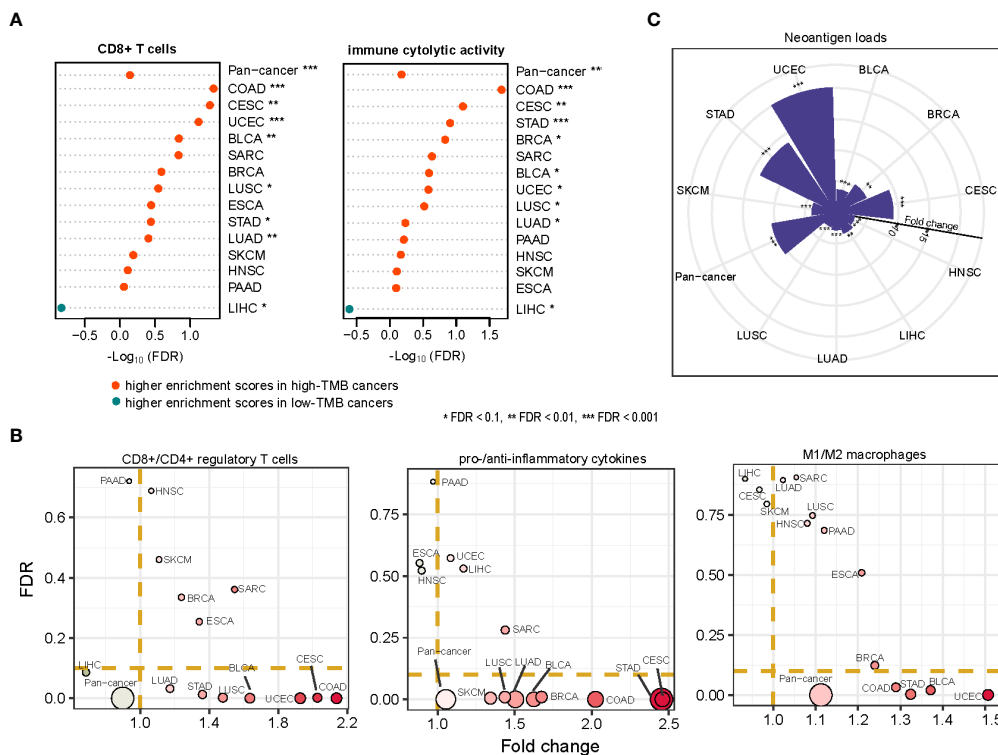 A
CD8+ T cells
Pan−cancer ***
COAD ***
CESC **
UCEC ***
BLCA **
SARC
BRCA
LUSC *
ESCA
STAD *
LUAD **
SKCM
HNSC
PAAD
LIHC *
−0.5 0.0 0.5 1.0
-Log10 (FDR)
immune cytolytic activity
Pan−cancer ***
COAD ***
CESC **
STAD ***
BRCA *
SARC
BLCA *
UCEC *
LUSC *
LUAD *
PAAD
HNSC
SKCM
ESCA
LIHC *
−0.5 0.0 0.5 1.0 1.5
-Log10 (FDR)
higher enrichment scores in high-TMB cancers
higher enrichment scores in low-TMB cancers
* FDR < 0.1, ** FDR < 0.01, *** FDR < 0.001
C
Neoantigen loads
UCEC
BLCA
BRCA
CESC
HNSC
LIHC
LUAD
LUSC
Pan−cancer
SKCM
STAD
Fold change
10
15
B
CD8+/CD4+ regulatory T cells
FDR
0.6
0.4
0.2
0.0
PAAD
HNSC
SKCM
BRCA
SARC
ESCA
LIHC
Pan−cancer
LUAD
STAD
LUSC
BLCA
UCEC
CESC
1.0 1.4 1.8 2.2
pro-/anti-inflammatory cytokines
0.75
0.50
0.25
0.00
PAAD
ESCA
HNSC
UCEC
LIHC
SARC
Pan−cancer
SKCM
LUSC
LUAD
BLCA
BRCA
COAD
STAD
CESC
1.0 1.5 2.0 2.5
Fold change
M1/M2 macrophages
0.75
0.50
0.25
0.00
LIHC
CESC
SKCM
LUAD
SARC
HNSC
LUSC
PAAD
ESCA
BRCA
Pan−cancer
COAD
STAD
BLCA
UCEC
1.0 1.1 1.2 1.3 1.4 1.5